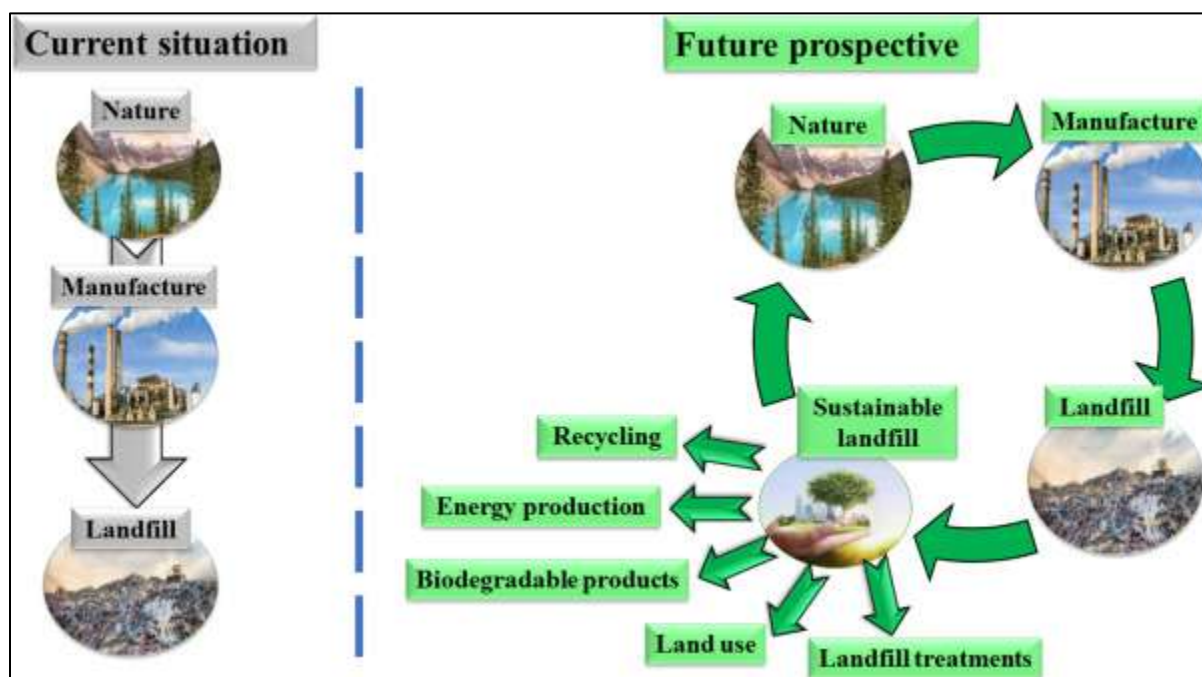 Current situation
Nature
Manufacture
Landfill
Future prospective
Nature
Manufacture
Landfill
Sustainable
landfill
Recycling
Energy production
Biodegradable products
Land use
Landfill treatments